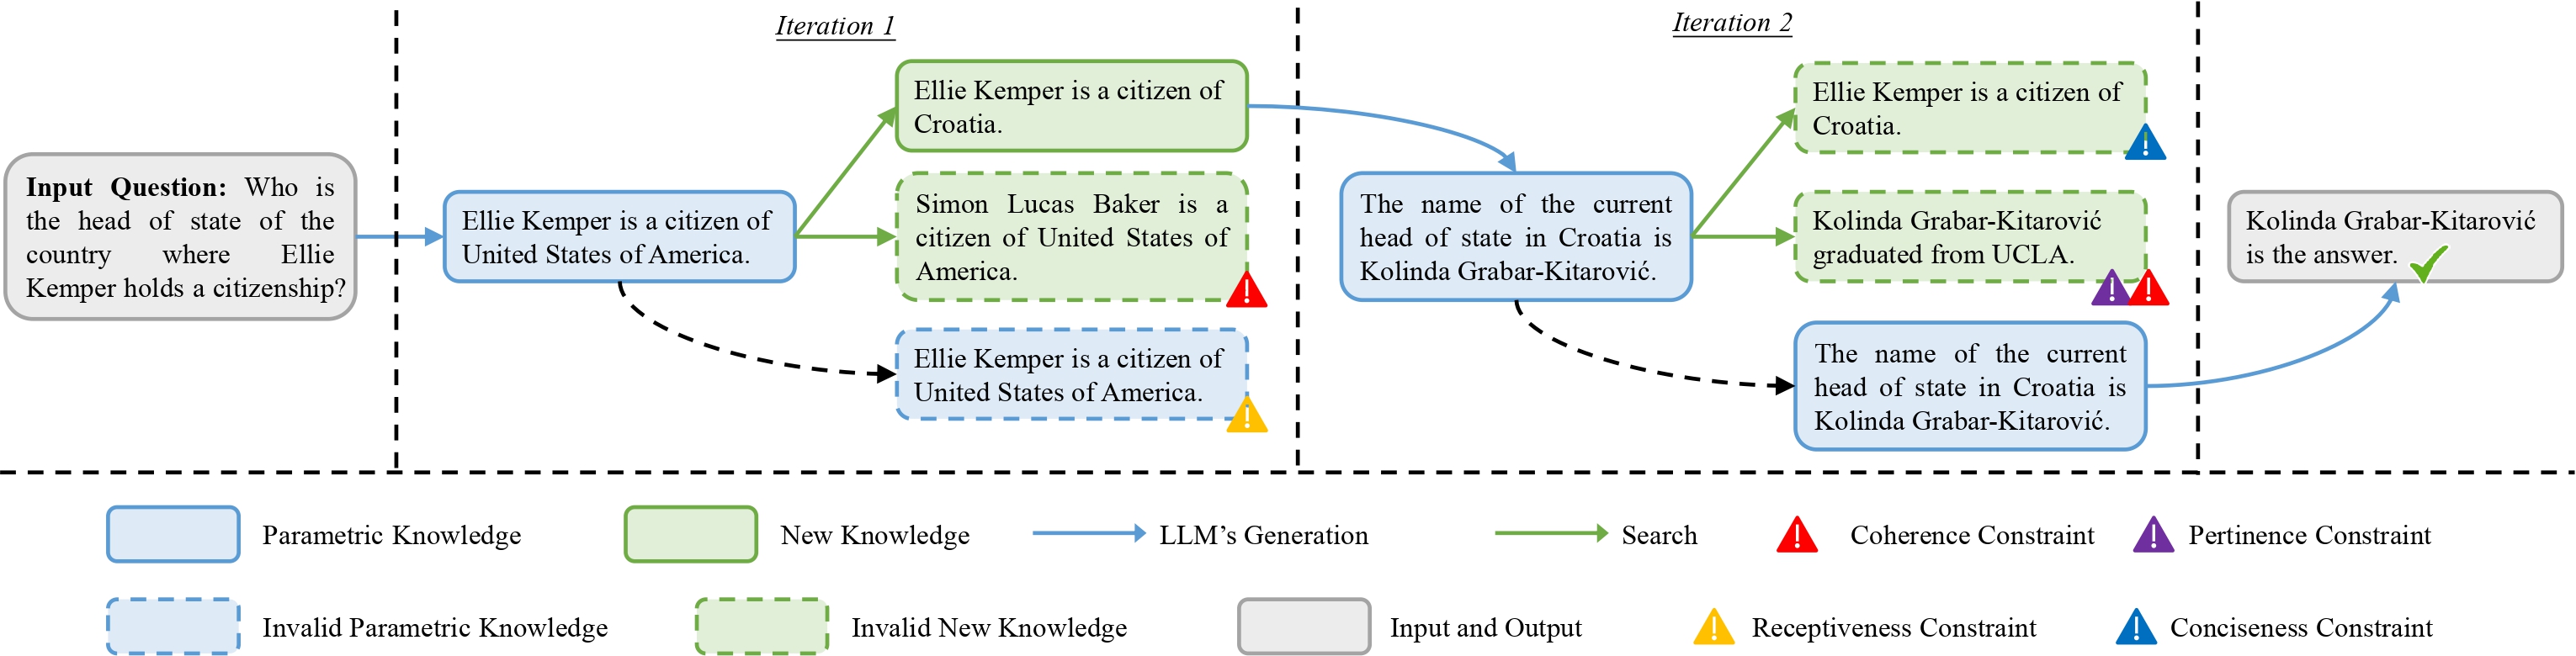 Iteration 1
Iteration 2
Input Question: Who is
the head of state of the
country where Ellie
Kemper holds a citizenship?
Ellie Kemper is a citizen of
United States of America.
Ellie Kemper is a citizen of
Croatia.
Simon Lucas Baker is a
citizen of United States of
America.
Ellie Kemper is a citizen of
United States of America.
The name of the current
head of state in Croatia is
Kolinda Grabar-Kitarović.
Ellie Kemper is a citizen of
Croatia.
Kolinda Grabar-Kitarović
graduated from UCLA.
The name of the current
head of state in Croatia is
Kolinda Grabar-Kitarović.
Kolinda Grabar-Kitarović
is the answer.
Parametric Knowledge
New Knowledge
LLM's Generation
Search
Coherence Constraint
Pertinence Constraint
Invalid Parametric Knowledge
Invalid New Knowledge
Input and Output
Receptiveness Constraint
Conciseness Constraint